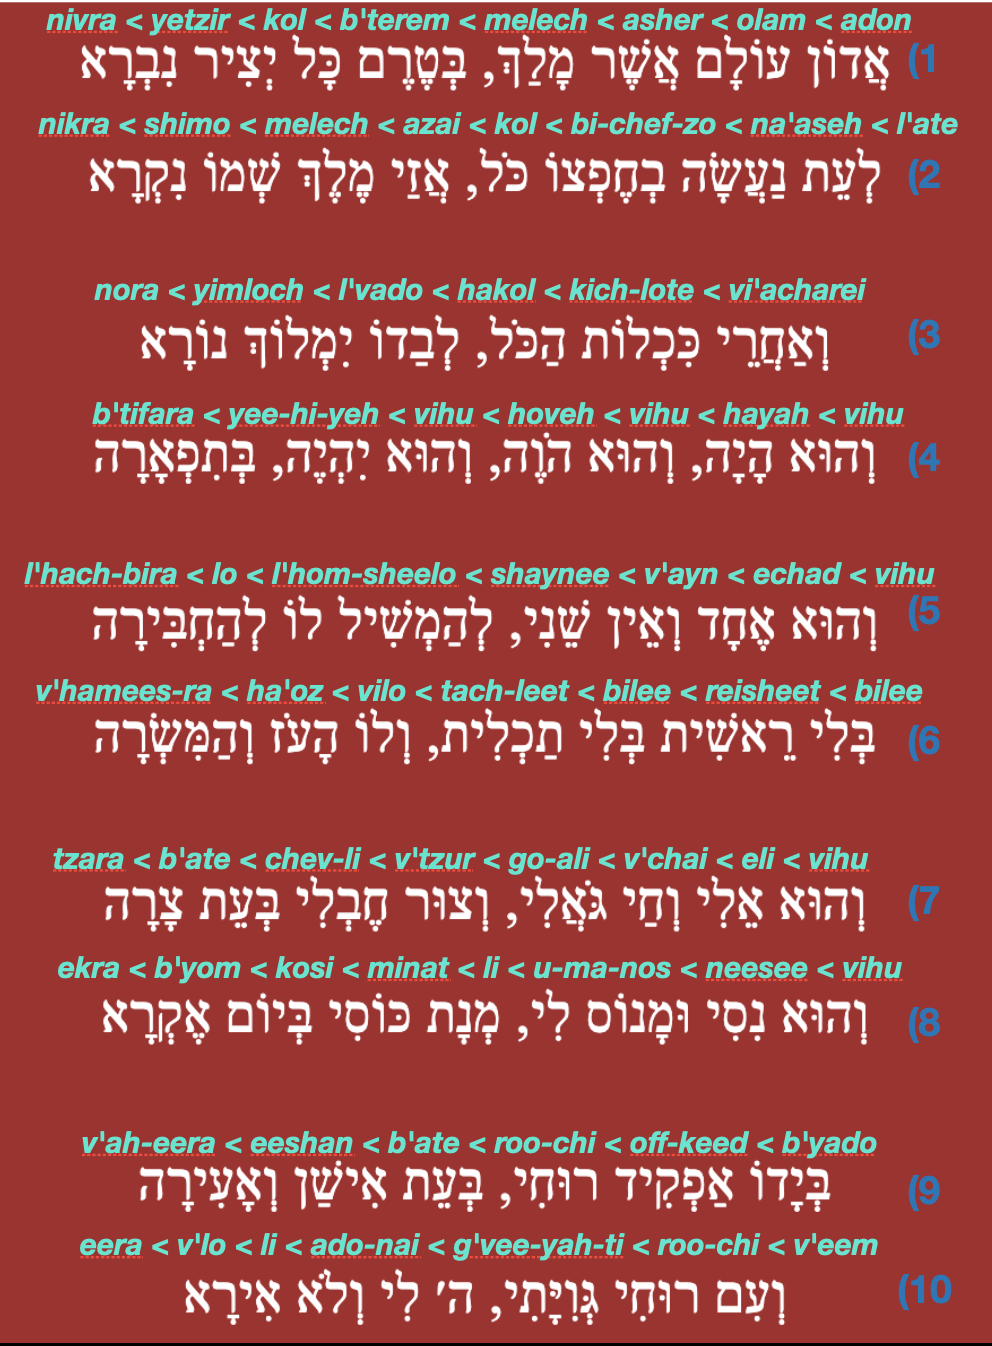 nivra < yetzir < kol < b'terem < melech < asher < olam < adon
(1 אֲדוֹן עוֹלָם אֲשֶׁר מָלַךְ, בְּטֶרֶם כָּל יְצִיר נִבְרָא
nikra < shimo < melech < azai < kol < bi-chef-zo < na'aseh < l'ate
(2 לְעֵת נַעֲשָׂה בְחֶפְצוֹ כֹּל, אֲזַי מֶלֶךְ שְׁמוֹ נִקְרָא
nora < yimloch < l'vado < hakol < kich-lote < vi'acharei
(3 וְאַחֲרֵי כִּכְלוֹת הַכֹּל, לְבַדוֹ יִמְלוֹךְ נוֹרָא
b'tifara < yee-hi-yeh < vihu < hoveh < vihu < hayah < vihu
(4 וְהוּא הָיָה, וְהוּא הֹוֶה, וְהוּא יִהְיֶה, בְּתִפְאָרָה
l'hach-bira < lo < l'hom-sheelo < shaynee < v'ayn < echad < vihu
(5 וְהוּא אֶחָד וְאֵין שֵׁנִי, לְהַמְשִׁיל לוֹ לְהַחְבִּירָה
v'hamees-ra < ha'oz < vilo < tach-leet < bilee < reisheet < bilee
(6 בְּלִי רֵאשִׁית בְּלִי תַכְלִית, וְלוֹ הָעֹז וְהַמִּשְׂרָה
tzara < b'ate < chev-li < v'tzur < go-ali < v'chai < eli < vihu
(7 וְהוּא אֵלִי וְחַי גֹּאֲלִי, וְצוּר חֶבְלִי בְּעֵת צָרָה
ekra < b'yom < kosi < minat < li < u-ma-nos < neesee < vihu
(8 וְהוּא נִסִּי וּמָנוֹס לִי, מְנָת כּוֹסִי בְּיוֹם אֶקְרָא
v'ah-eera < eeshan < b'ate < roo-chi < off-keed < b'yado
(9 בְּיָדוֹ אַפְקִיד רוּחִי, בְּעֵת אִישַׁן וְאָעִירָה
eera < v'lo < li < ado-nai < g'vee-yah-ti < roo-chi < v'eem
(10 וְעִם רוּחִי גְּוִיָּתִי, ה׳ לִי וְלֹא אִירָא